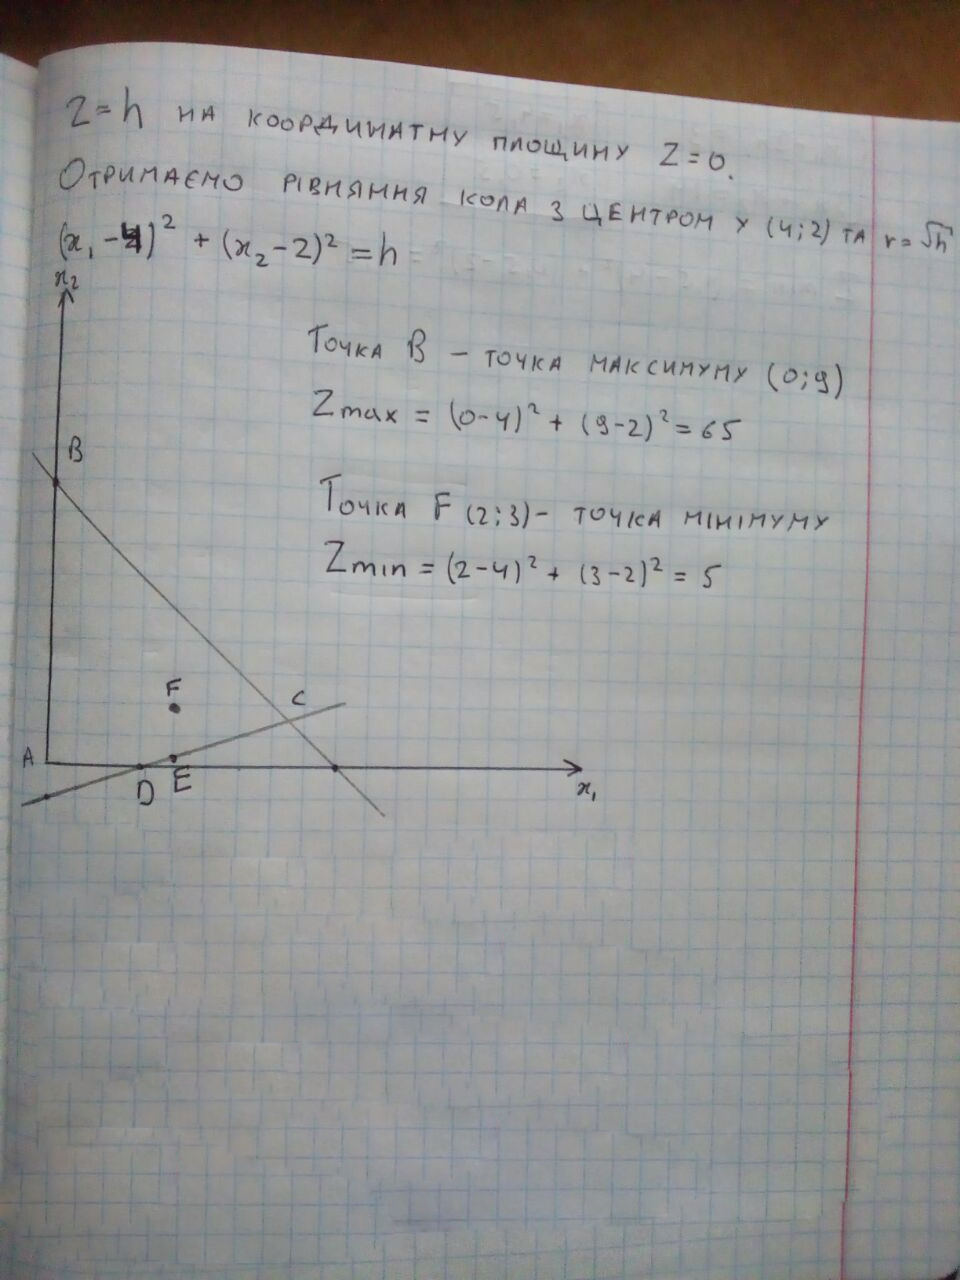 Z=h НА КООРДИНАТНУ ПЛОЩИНУ Z=0.
ОТРИМАЄМО РІВНЯННЯ КОЛА З ЦЕНТРОМ У (4;2) ТА r=√h
(x₁-4)² + (x₂-2)² = h
x₂
ТОЧКА B – ТОЧКА МАКСИМУМУ (0;9)
Zmax = (0-4)² + (9-2)² = 65
B
ТОЧКА F (2;3) – ТОЧКА МІНІМУМУ
Zmin = (2-4)² + (3-2)² = 5
F
C
A
D E
x₁